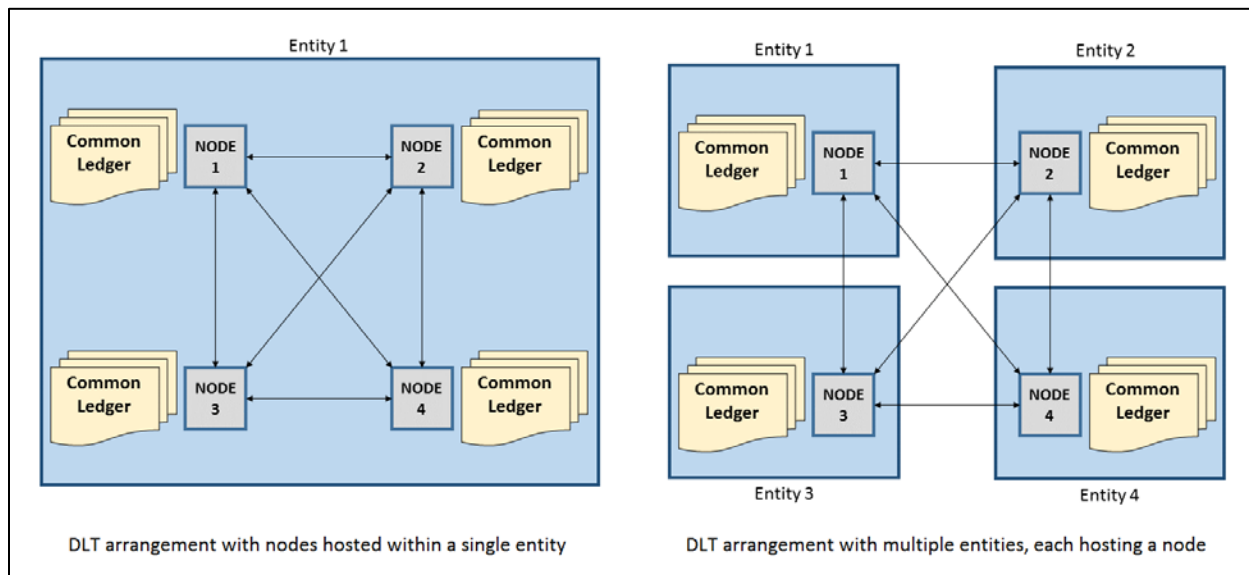 Entity 1
Common
Ledger
NODE
1
NODE
2
Common
Ledger
Common
Ledger
NODE
3
NODE
4
Common
Ledger
DLT arrangement with nodes hosted within a single entity
Entity 1
Entity 2
Common
Ledger
NODE
1
NODE
2
Common
Ledger
Common
Ledger
NODE
3
NODE
4
Common
Ledger
Entity 3
Entity 4
DLT arrangement with multiple entities, each hosting a node